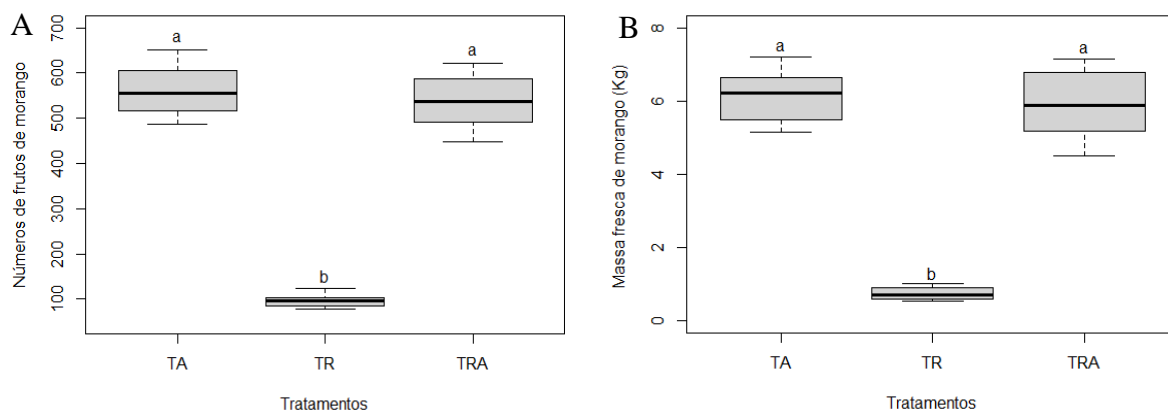 A
Números de frutos de morango
700
600
500
400
300
200
100
a
b
a
TA
TR
TRA
Tratamentos
B
Massa fresca de morango (Kg)
8
6
4
2
0
a
b
a
TA
TR
TRA
Tratamentos